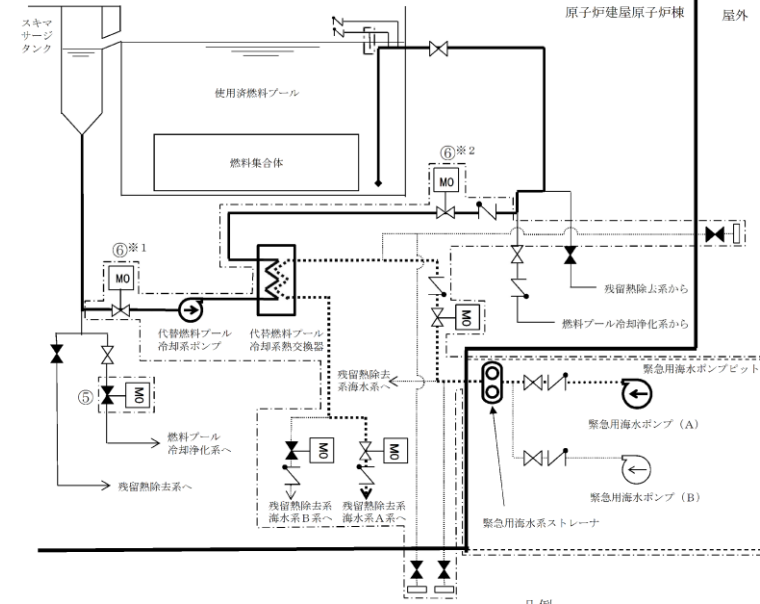 原子炉建屋原子炉棟
屋外
スキマ
サージ
タンク
使用済燃料プール
燃料集合体
⑥※2
MO
⑥※1
MO
代替燃料プール
冷却系ポンプ
代替燃料プール
冷却系熱交換器
残留熱除去系から
MO
燃料プール冷却浄化系から
残留熱除去
系海水系へ
緊急用海水ポンプピット
⑤
MO
緊急用海水ポンプ(A)
燃料プール
冷却浄化系へ
MO
MO
残留熱除去系へ
残留熱除去系
海水系B系へ
残留熱除去系
海水系A系へ
緊急用海水ポンプ(B)
緊急用海水系ストレーナ